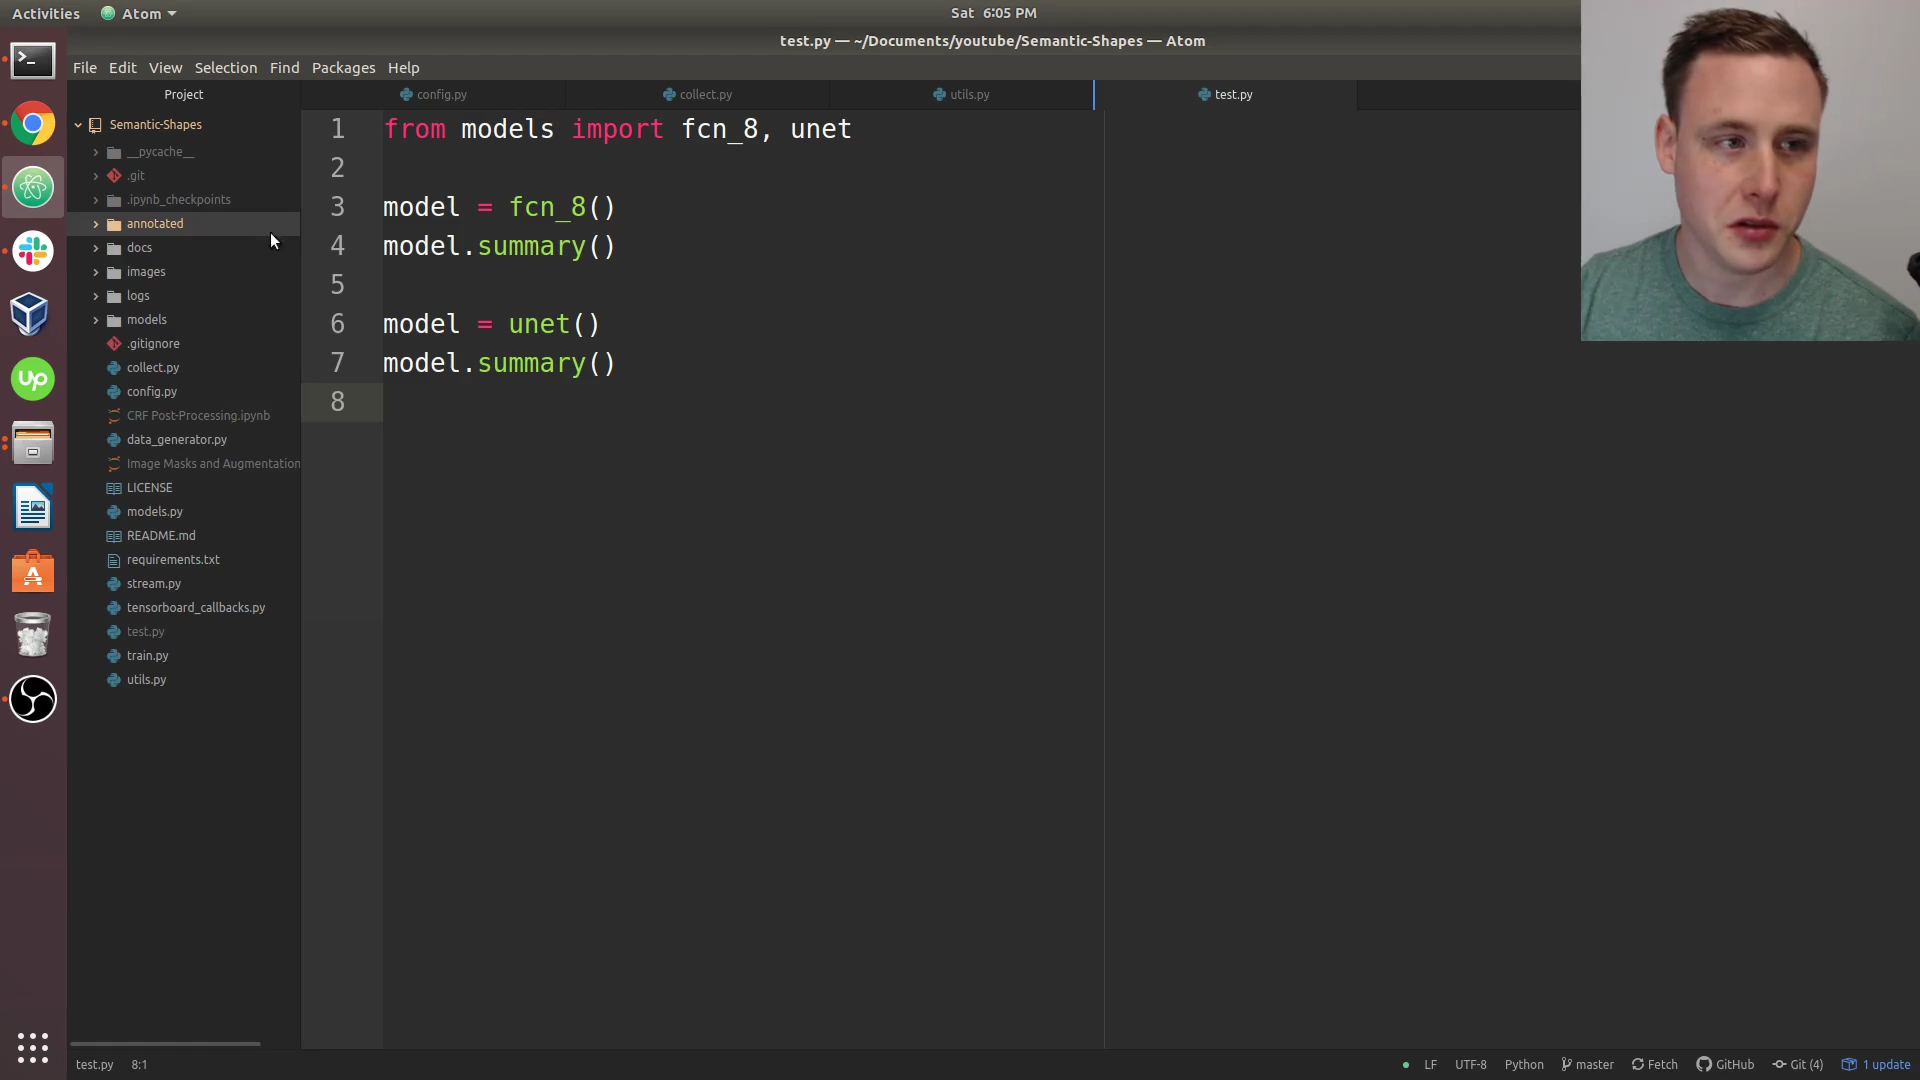 Activities
Atom
Sat 6:05 PM
test.py — ~/Documents/youtube/Semantic-Shapes — Atom
File Edit View Selection Find Packages Help
Project
config.py
collect.py
utils.py
test.py
Semantic-Shapes
__pycache__
.git
.ipynb_checkpoints
annotated
docs
images
logs
models
.gitignore
collect.py
config.py
CRF Post-Processing.ipynb
data_generator.py
Image Masks and Augmentation
LICENSE
models.py
README.md
requirements.txt
stream.py
tensorboard_callbacks.py
test.py
train.py
utils.py
1 from models import fcn_8, unet
2
3 model = fcn_8()
4 model.summary()
5
6 model = unet()
7 model.summary()
8
up
test.py 8:1
LF UTF-8 Python master Fetch GitHub Git (4) 1 update